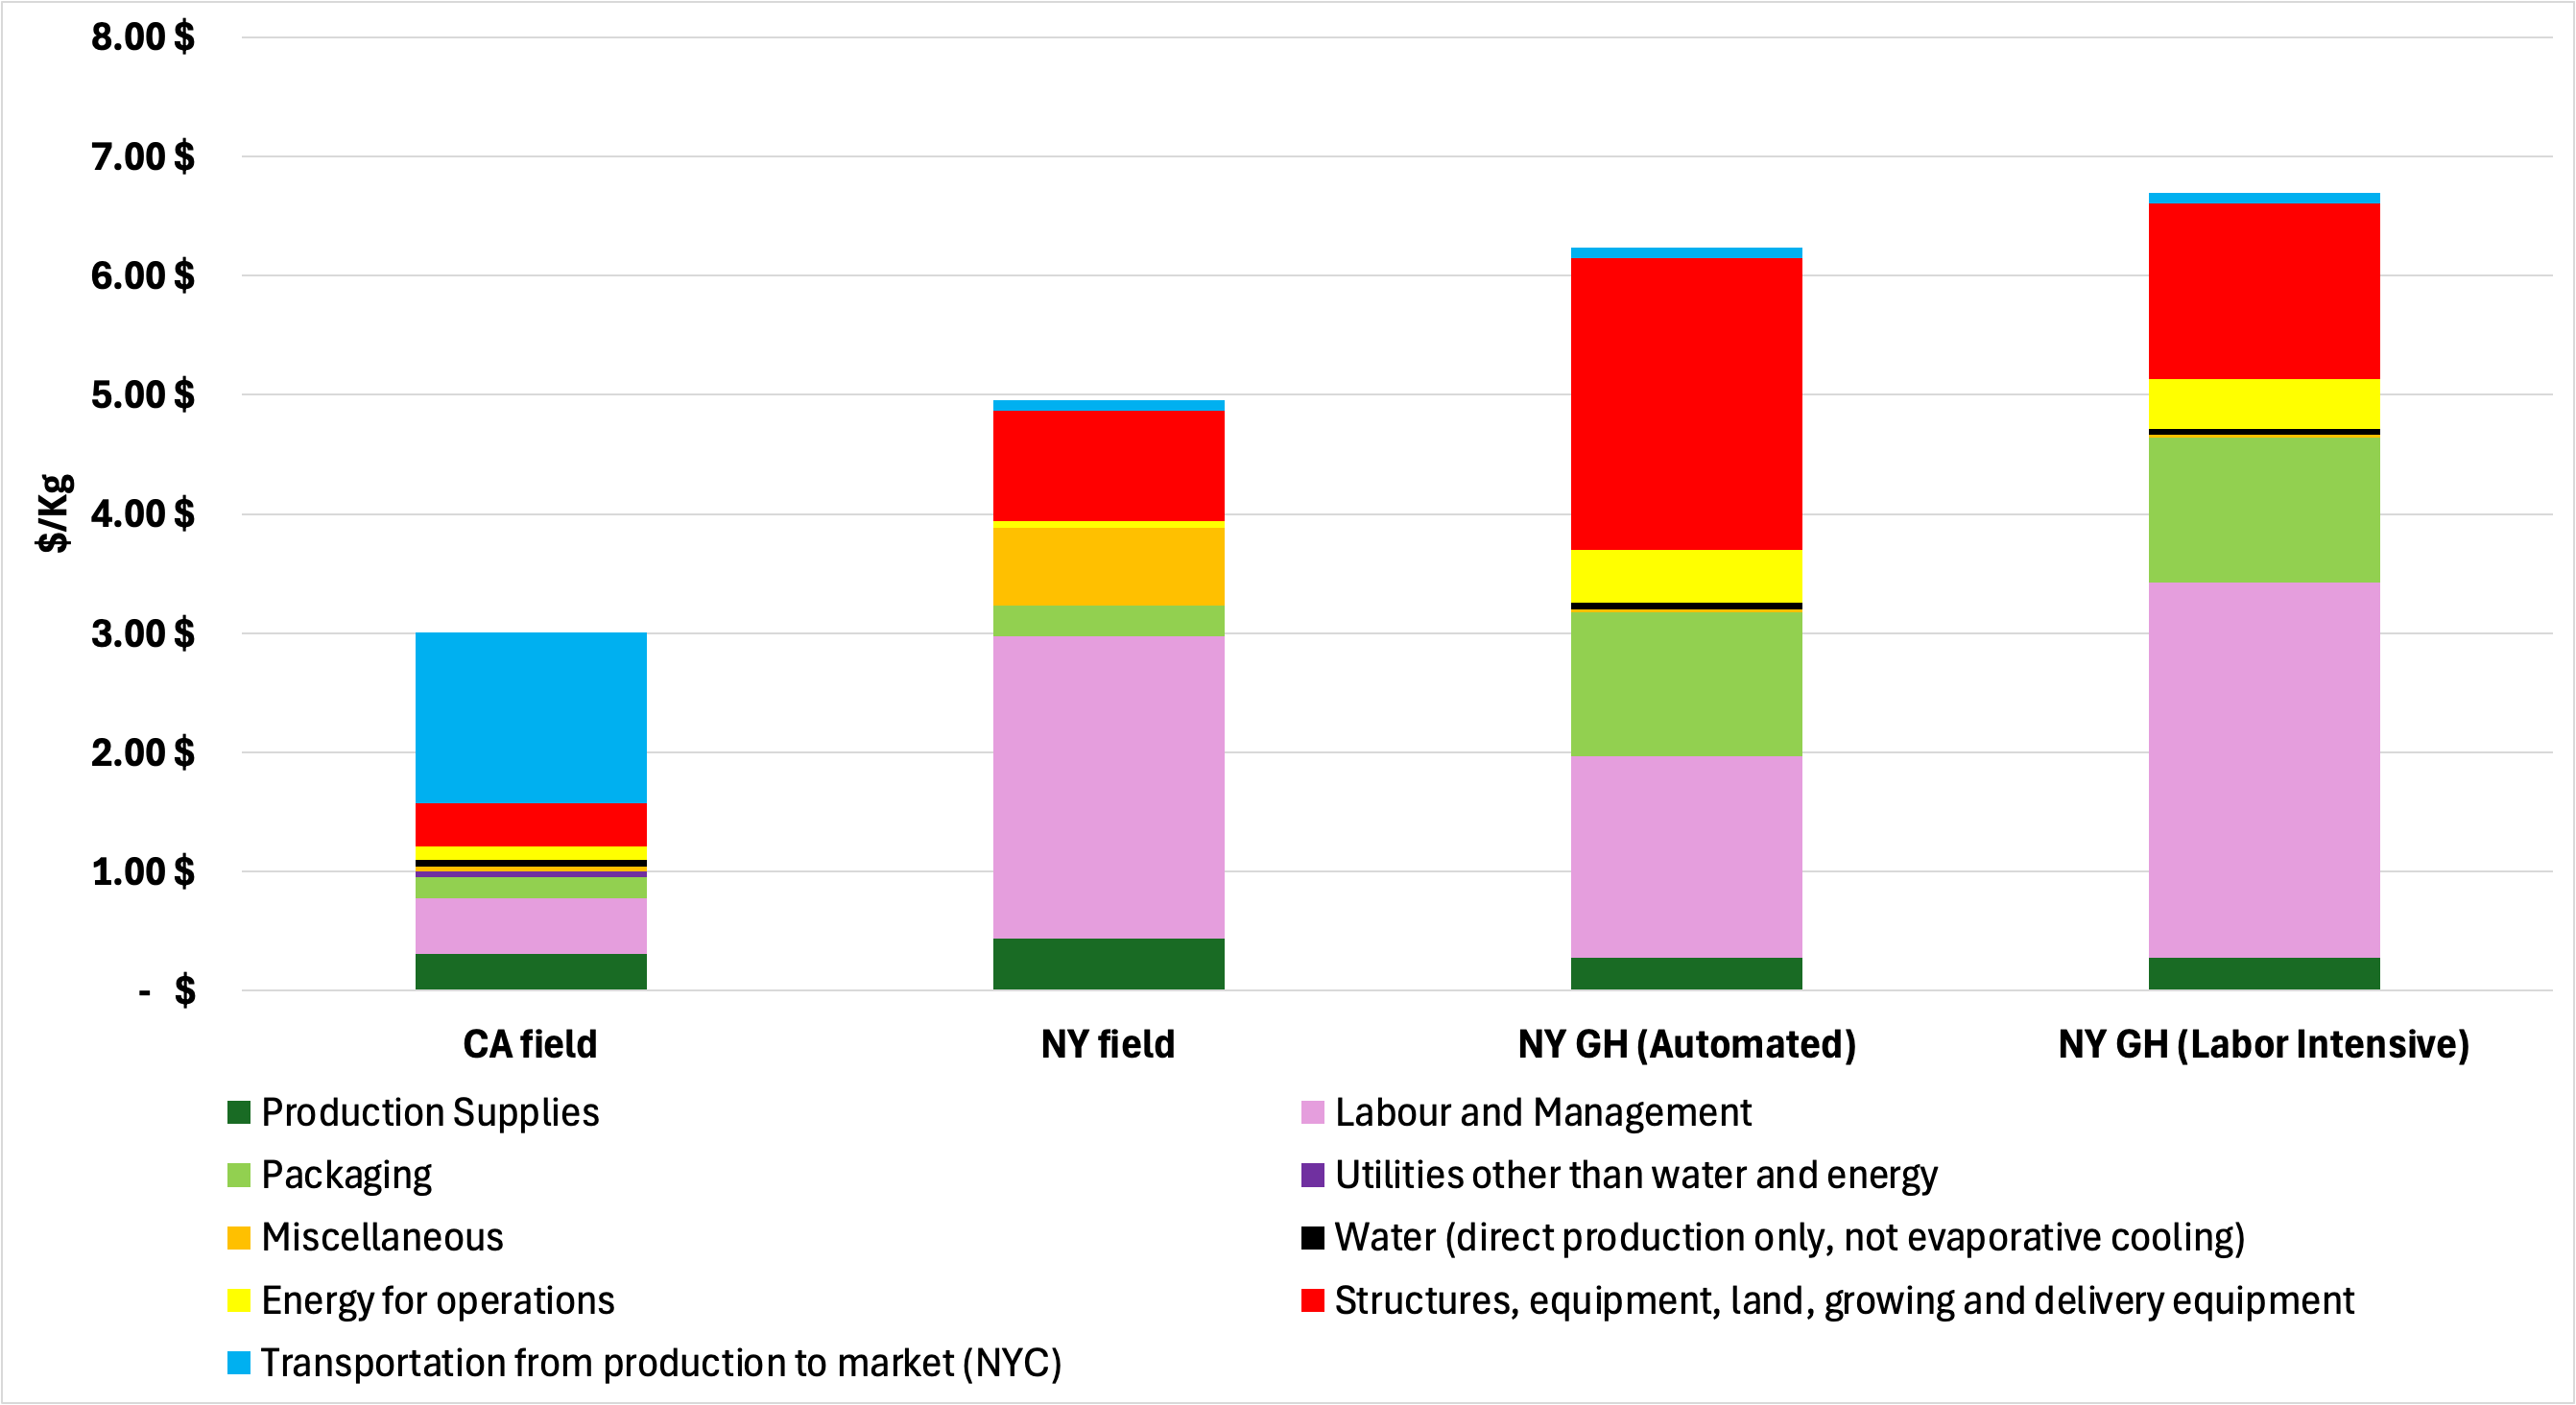 8.00 $
7.00 $
6.00 $
5.00 $
4.00 $
3.00 $
2.00 $
1.00 $
- $
$/Kg
CA field
NY field
NY GH (Automated)
NY GH (Labor Intensive)
Production Supplies
Labour and Management
Packaging
Utilities other than water and energy
Miscellaneous
Water (direct production only, not evaporative cooling)
Energy for operations
Structures, equipment, land, growing and delivery equipment
Transportation from production to market (NYC)